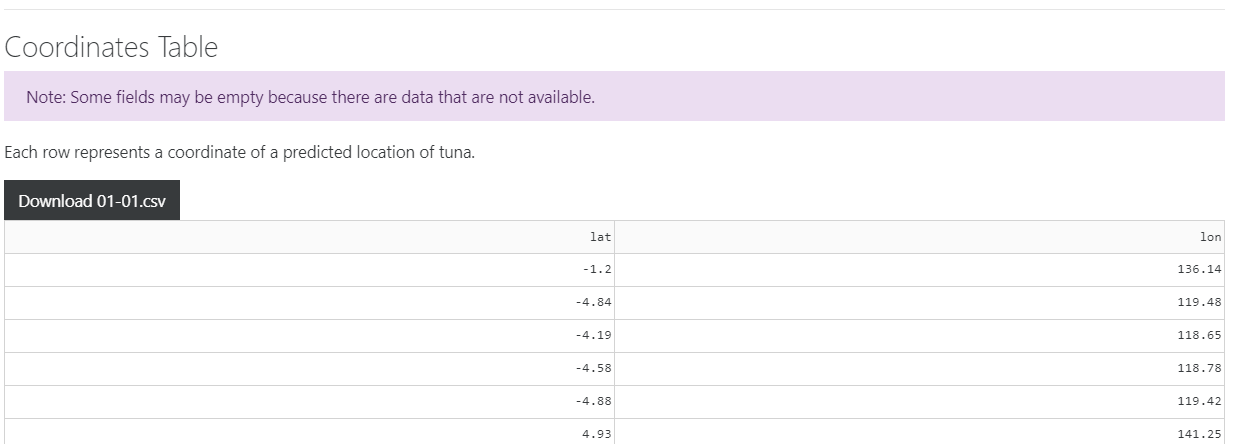 Coordinates Table
Note: Some fields may be empty because there are data that are not available.
Each row represents a coordinate of a predicted location of tuna.
Download 01-01.csv
lat lon
-1.2 136.14
-4.84 119.48
-4.19 118.65
-4.58 118.78
-4.88 119.42
4.93 141.25